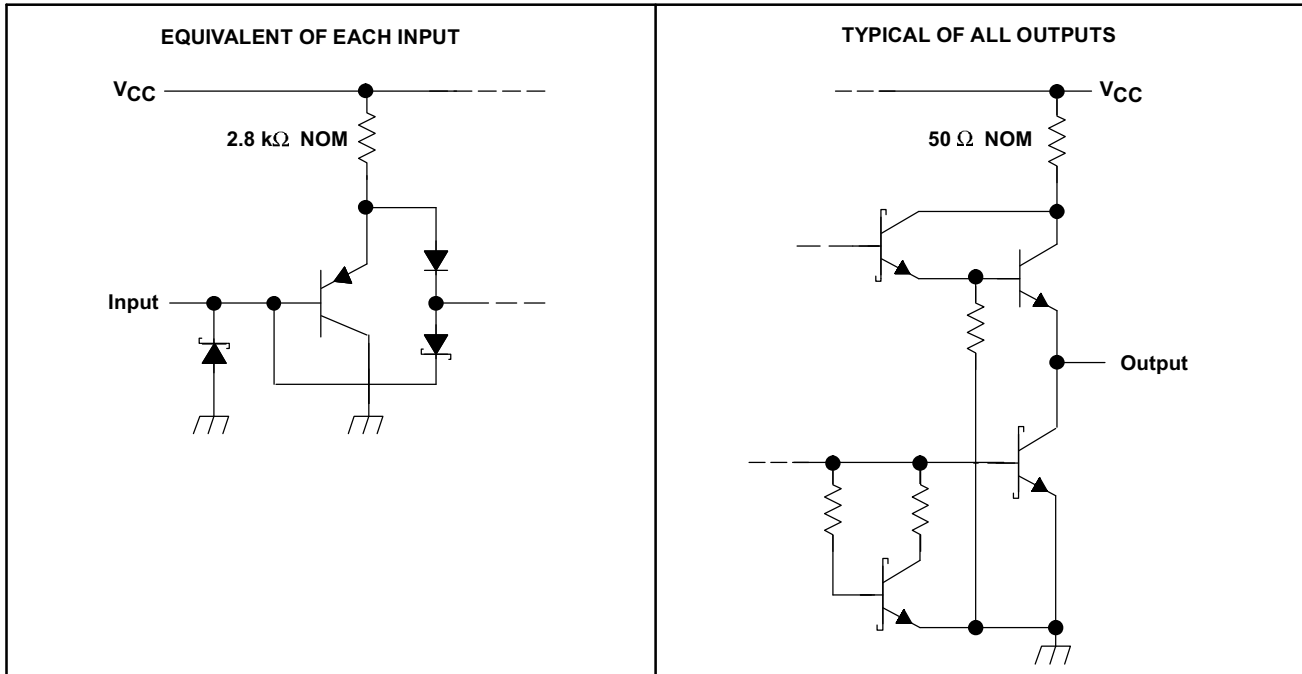 EQUIVALENT OF EACH INPUT
VCC
2.8 kΩ NOM
Input
TYPICAL OF ALL OUTPUTS
VCC
50 Ω NOM
Output